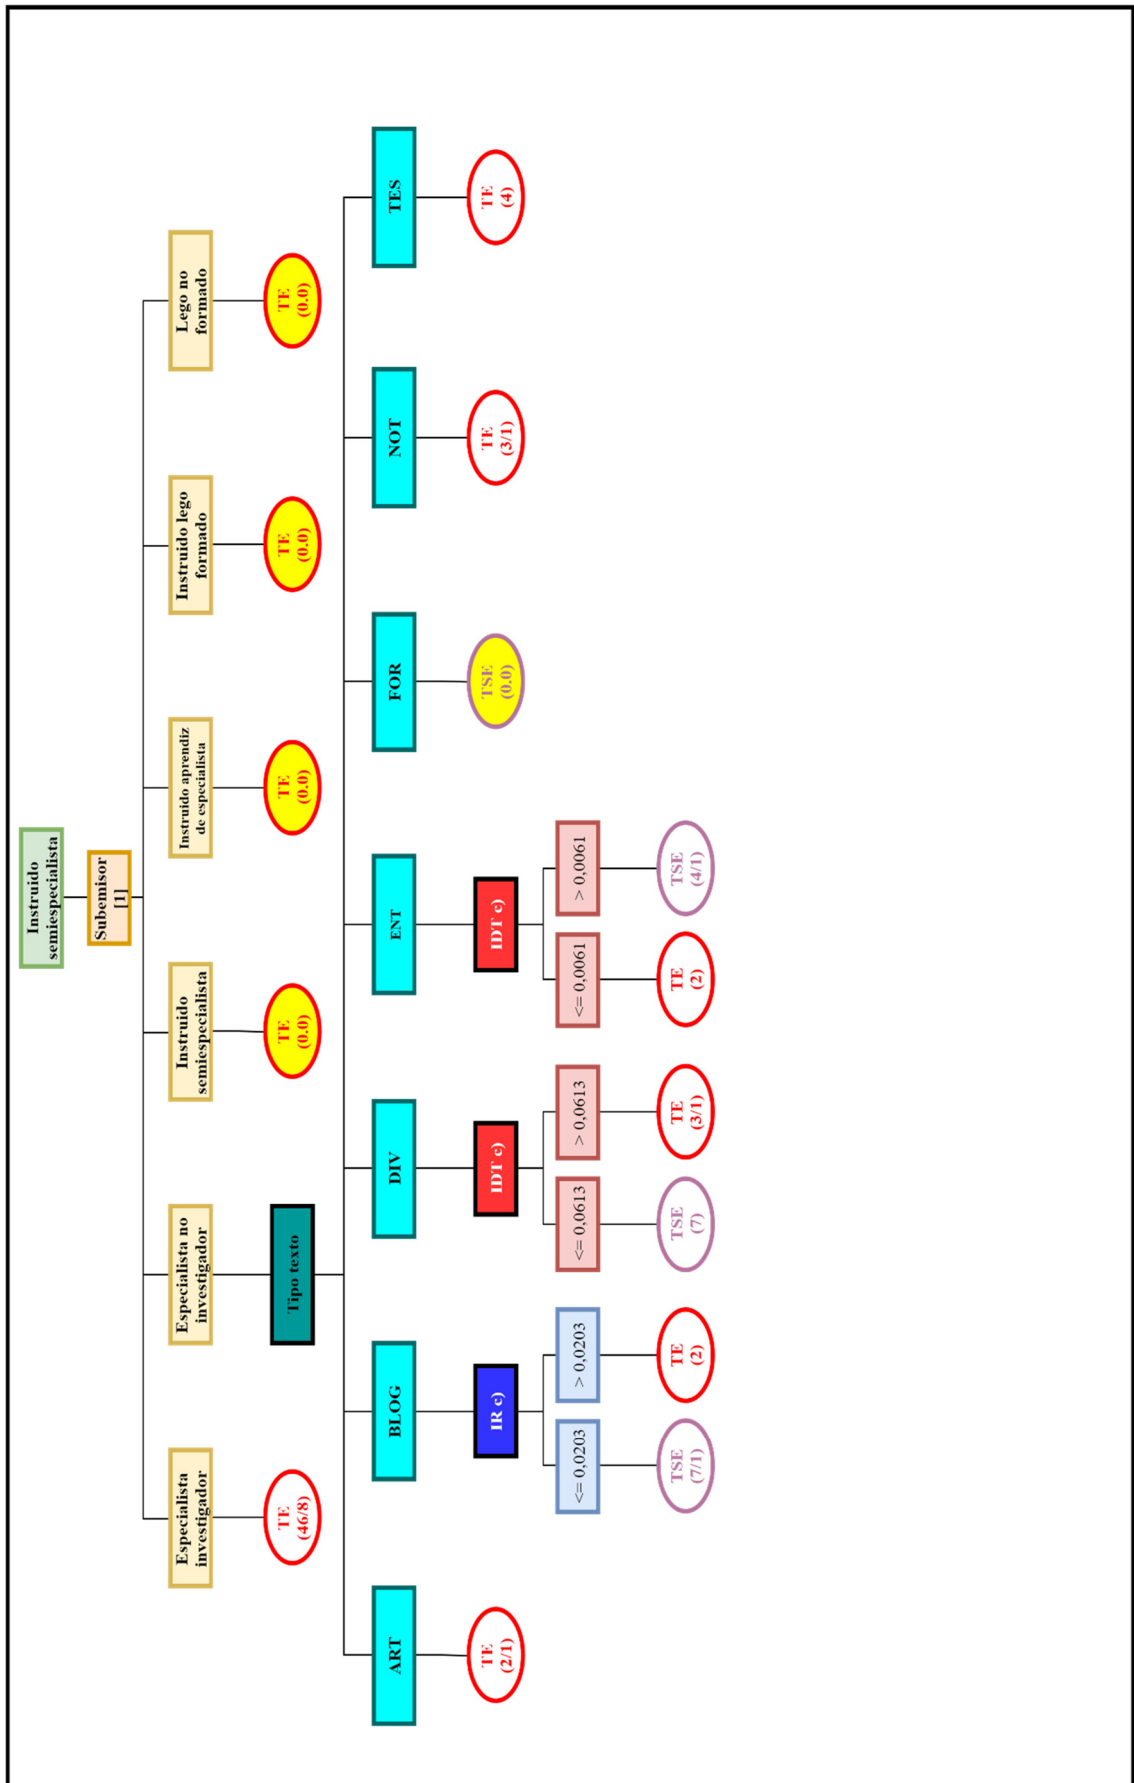 Instruido
semiespecialista
Subemisor
[1]
Especialista
investigador
Especialista no
investigador
Instruido
semiespecialista
Instruido aprendiz
de especialista
Instruido lego
formado
Lego no
formado
TE
(46/8)
Tipo texto
TE
(0.0)
TE
(0.0)
TE
(0.0)
TE
(0.0)
ART
BLOG
DIV
ENT
FOR
NOT
TES
TE
(2/1)
IR c)
IDT c)
IDT c)
TSE
(0.0)
TE
(3/1)
TE
(4)
<= 0,0203
> 0,0203
<= 0,0613
> 0,0613
<= 0,0061
> 0,0061
TSE
(7/1)
TE
(2)
TSE
(7)
TE
(3/1)
TE
(2)
TSE
(4/1)